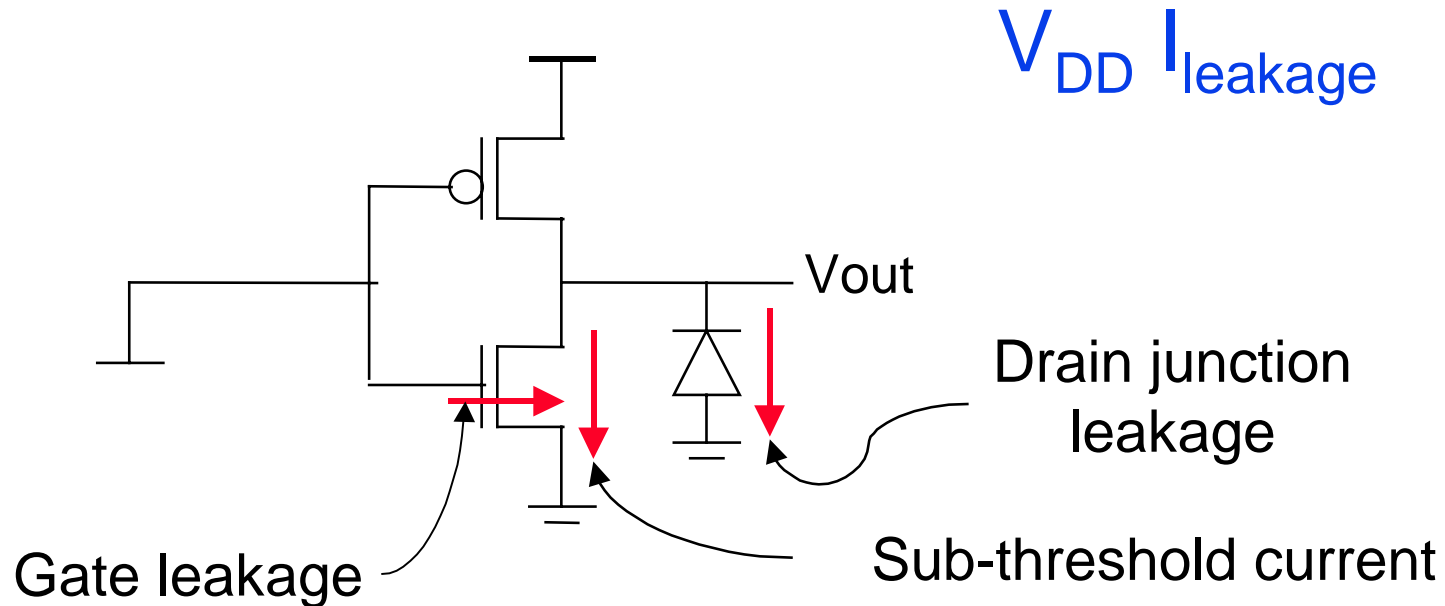 VDD Ileakage
Vout
Drain junction
leakage
Sub-threshold current
Gate leakage